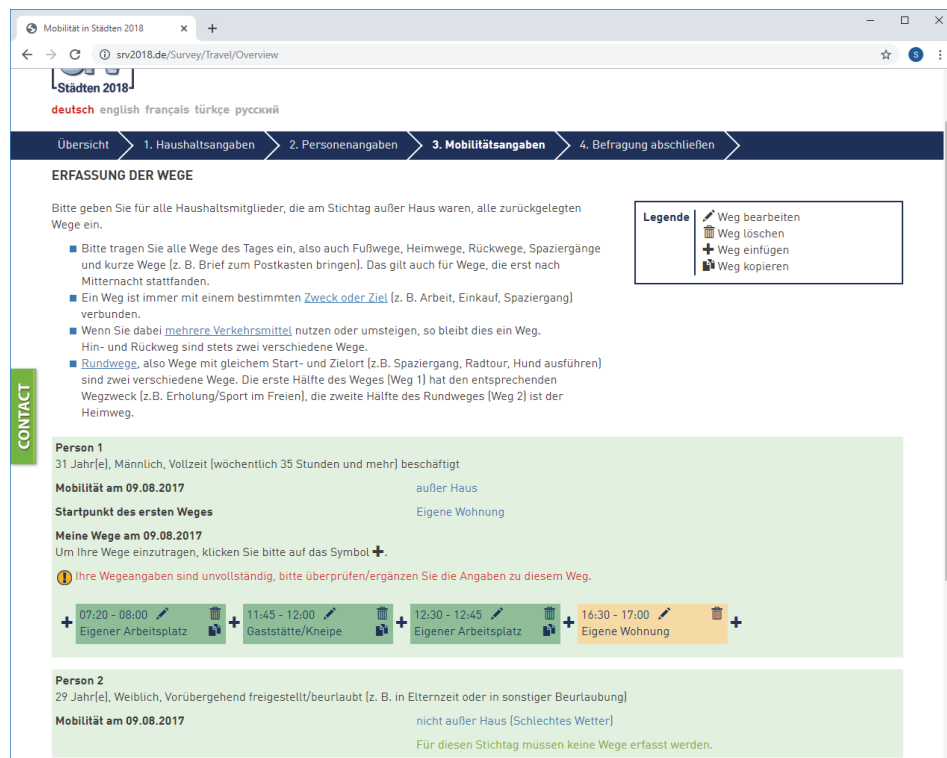 Mobilität in Städten 2018
srv2018.de/Survey/Travel/Overview
S
Städten 2018
deutsch english français türkçe русский
Übersicht 1. Haushaltsangaben 2. Personenangaben 3. Mobilitätsangaben 4. Befragung abschließen
ERFASSUNG DER WEGE
Bitte geben Sie für alle Haushaltsmitglieder, die am Stichtag außer Haus waren, alle zurückgelegten
Wege ein.
Bitte tragen Sie alle Wege des Tages ein, also auch Fußwege, Heimwege, Rückwege, Spaziergänge
und kurze Wege (z. B. Brief zum Postkasten bringen). Das gilt auch für Wege, die erst nach
Mitternacht stattfanden.
Ein Weg ist immer mit einem bestimmten Zweck oder Ziel (z. B. Arbeit, Einkauf, Spaziergang)
verbunden.
Wenn Sie dabei mehrere Verkehrsmittel nutzen oder umsteigen, so bleibt dies ein Weg.
Hin- und Rückweg sind stets zwei verschiedene Wege.
Rundwege, also Wege mit gleichem Start- und Zielort (z.B. Spaziergang, Radtour, Hund ausführen)
sind zwei verschiedene Wege. Die erste Hälfte des Weges (Weg 1) hat den entsprechenden
Wegzweck (z.B. Erholung/Sport im Freien), die zweite Hälfte des Rundweges (Weg 2) ist der
Heimweg.
Legende
Weg bearbeiten
Weg löschen
Weg einfügen
Weg kopieren
CONTACT
Person 1
31 Jahr(e), Männlich, Vollzeit (wöchentlich 35 Stunden und mehr) beschäftigt
Mobilität am 09.08.2017 außer Haus
Startpunkt des ersten Weges Eigene Wohnung
Meine Wege am 09.08.2017
Um Ihre Wege einzutragen, klicken Sie bitte auf das Symbol +.
Ihre Wegeangaben sind unvollständig, bitte überprüfen/ergänzen Sie die Angaben zu diesem Weg.
07:20 - 08:00
Eigener Arbeitsplatz
11:45 - 12:00
Gaststätte/Kneipe
12:30 - 12:45
Eigener Arbeitsplatz
16:30 - 17:00
Eigene Wohnung
Person 2
29 Jahr(e), Weiblich, Vorübergehend freigestellt/beurlaubt (z. B. in Elternzeit oder in sonstiger Beurlaubung)
Mobilität am 09.08.2017 nicht außer Haus (Schlechtes Wetter)
Für diesen Stichtag müssen keine Wege erfasst werden.